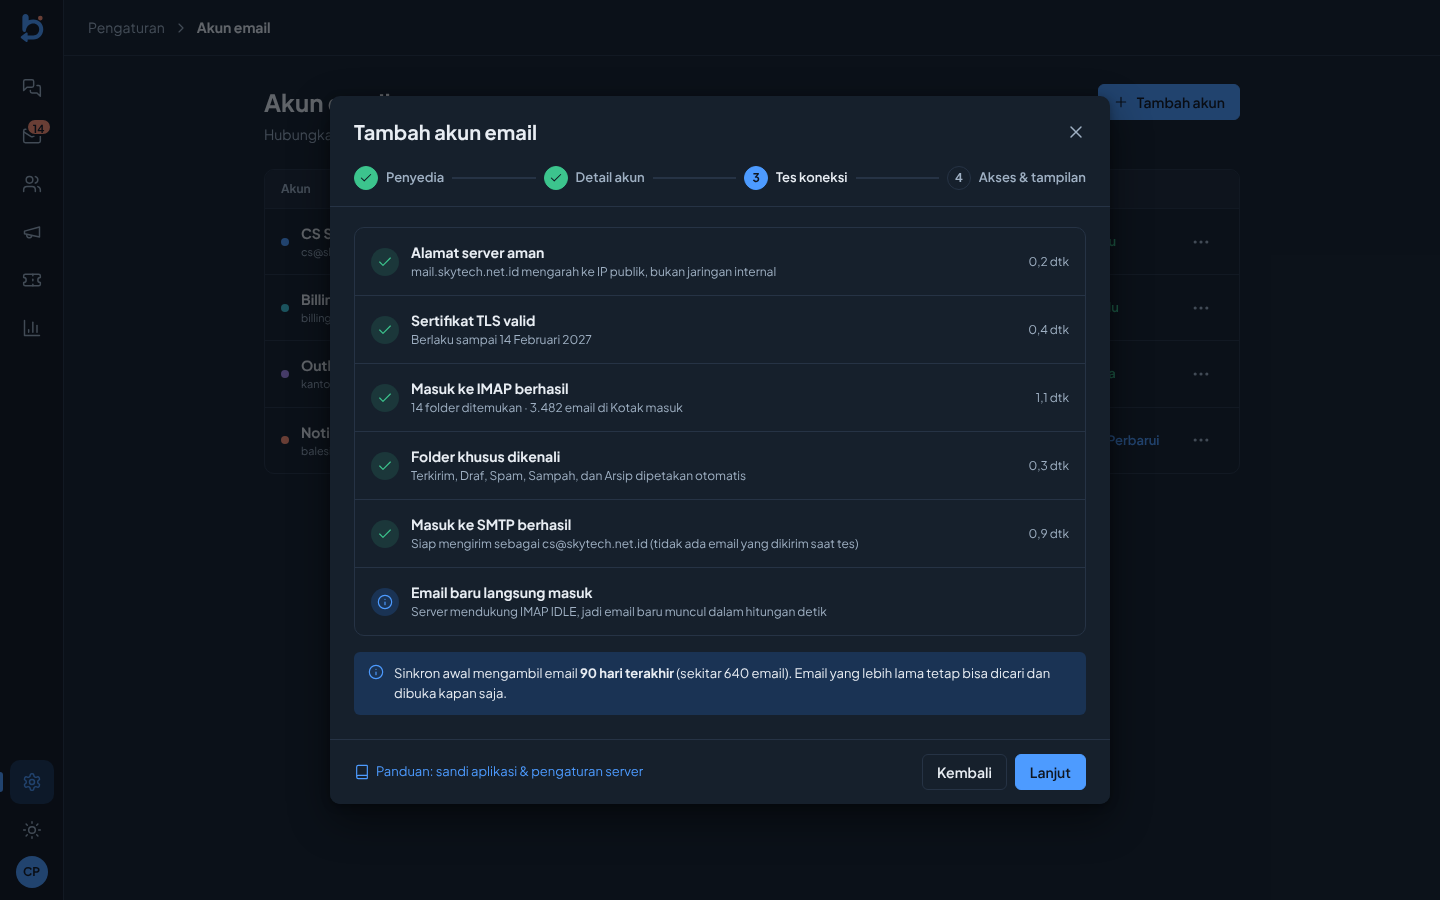 Pengaturan > Akun email
14
Akun
Hubungka
Tambah akun
Akun
CS S
cs@s
Billir
billing
Outl
kanto
Noti
bales
Perbarui
Tambah akun email
Penyedia
Detail akun
3 Tes koneksi
4 Akses & tampilan
Alamat server aman
mail.skytech.net.id mengarah ke IP publik, bukan jaringan internal
0,2 dtk
Sertifikat TLS valid
Berlaku sampai 14 Februari 2027
0,4 dtk
Masuk ke IMAP berhasil
14 folder ditemukan · 3.482 email di Kotak masuk
1,1 dtk
Folder khusus dikenali
Terkirim, Draf, Spam, Sampah, dan Arsip dipetakan otomatis
0,3 dtk
Masuk ke SMTP berhasil
Siap mengirim sebagai cs@skytech.net.id (tidak ada email yang dikirim saat tes)
0,9 dtk
Email baru langsung masuk
Server mendukung IMAP IDLE, jadi email baru muncul dalam hitungan detik
Sinkron awal mengambil email 90 hari terakhir (sekitar 640 email). Email yang lebih lama tetap bisa dicari dan
dibuka kapan saja.
Panduan: sandi aplikasi & pengaturan server
Kembali
Lanjut
CP